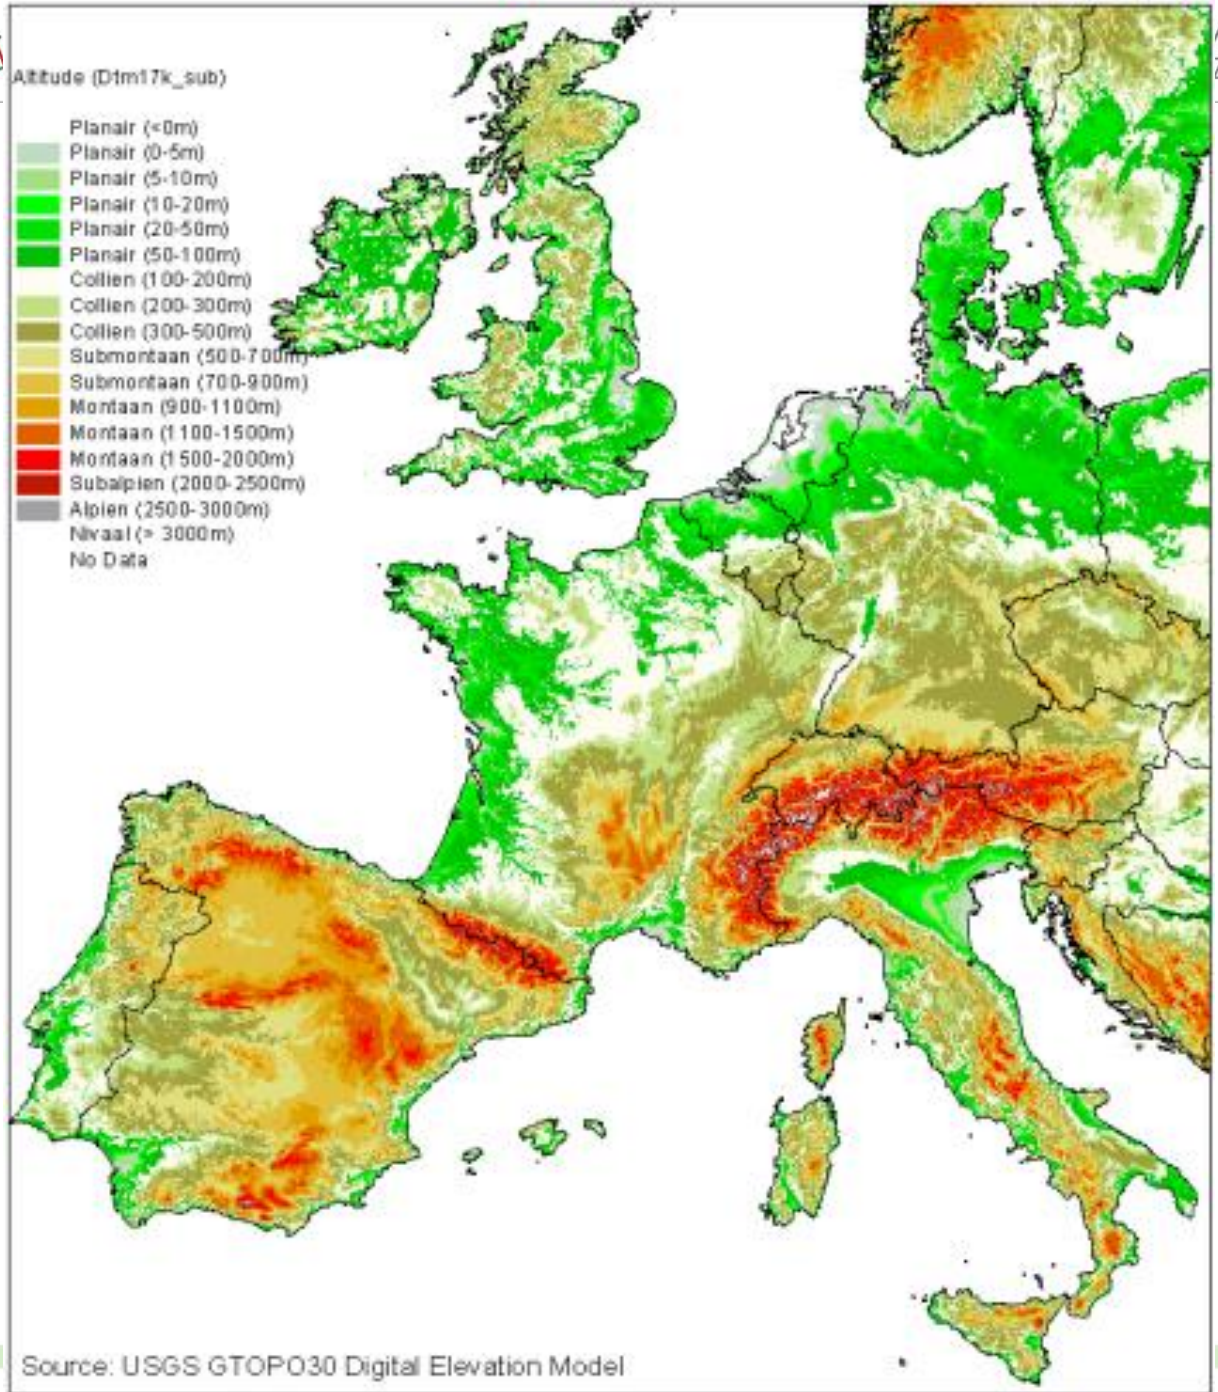 Altitude (Dtm17k_sub)
Planair (<0m)
Planair (0-5m)
Planair (5-10m)
Planair (10-20m)
Planair (20-50m)
Planair (50-100m)
Collien (100-200m)
Collien (200-300m)
Collien (300-500m)
Submontaan (500-700m)
Submontaan (700-900m)
Montaan (900-1100m)
Montaan (1100-1500m)
Montaan (1500-2000m)
Subalpien (2000-2500m)
Alpien (2500-3000m)
Nivaal (> 3000m)
No Data
Source: USGS GTOPO30 Digital Elevation Model